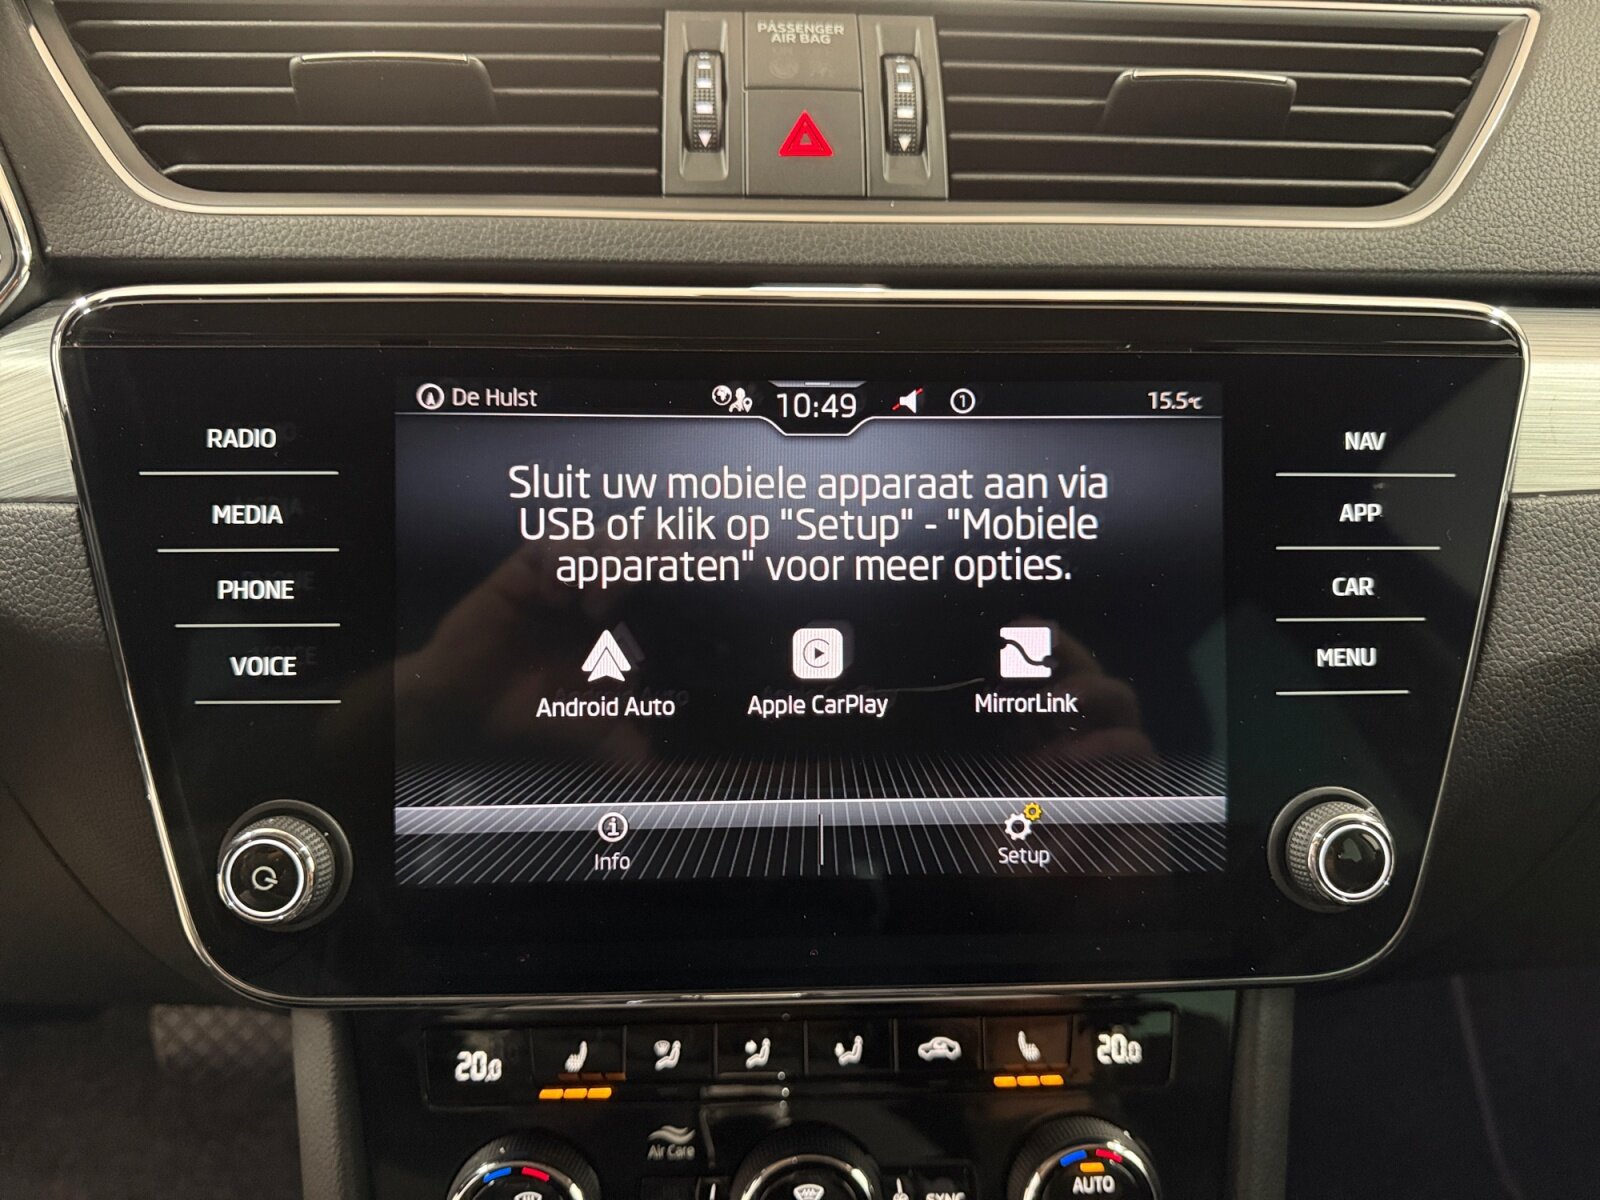 PASSENGER
AIR BAG
De Hulst
10:49
1
15.5°C
RADIO
MEDIA
PHONE
VOICE
Sluit uw mobiele apparaat aan via
USB of klik op "Setup" - "Mobiele
apparaten" voor meer opties.
Android Auto
Apple CarPlay
MirrorLink
Info
Setup
NAV
APP
CAR
MENU
20.0
20.0
Air Care
SYNC
AUTO